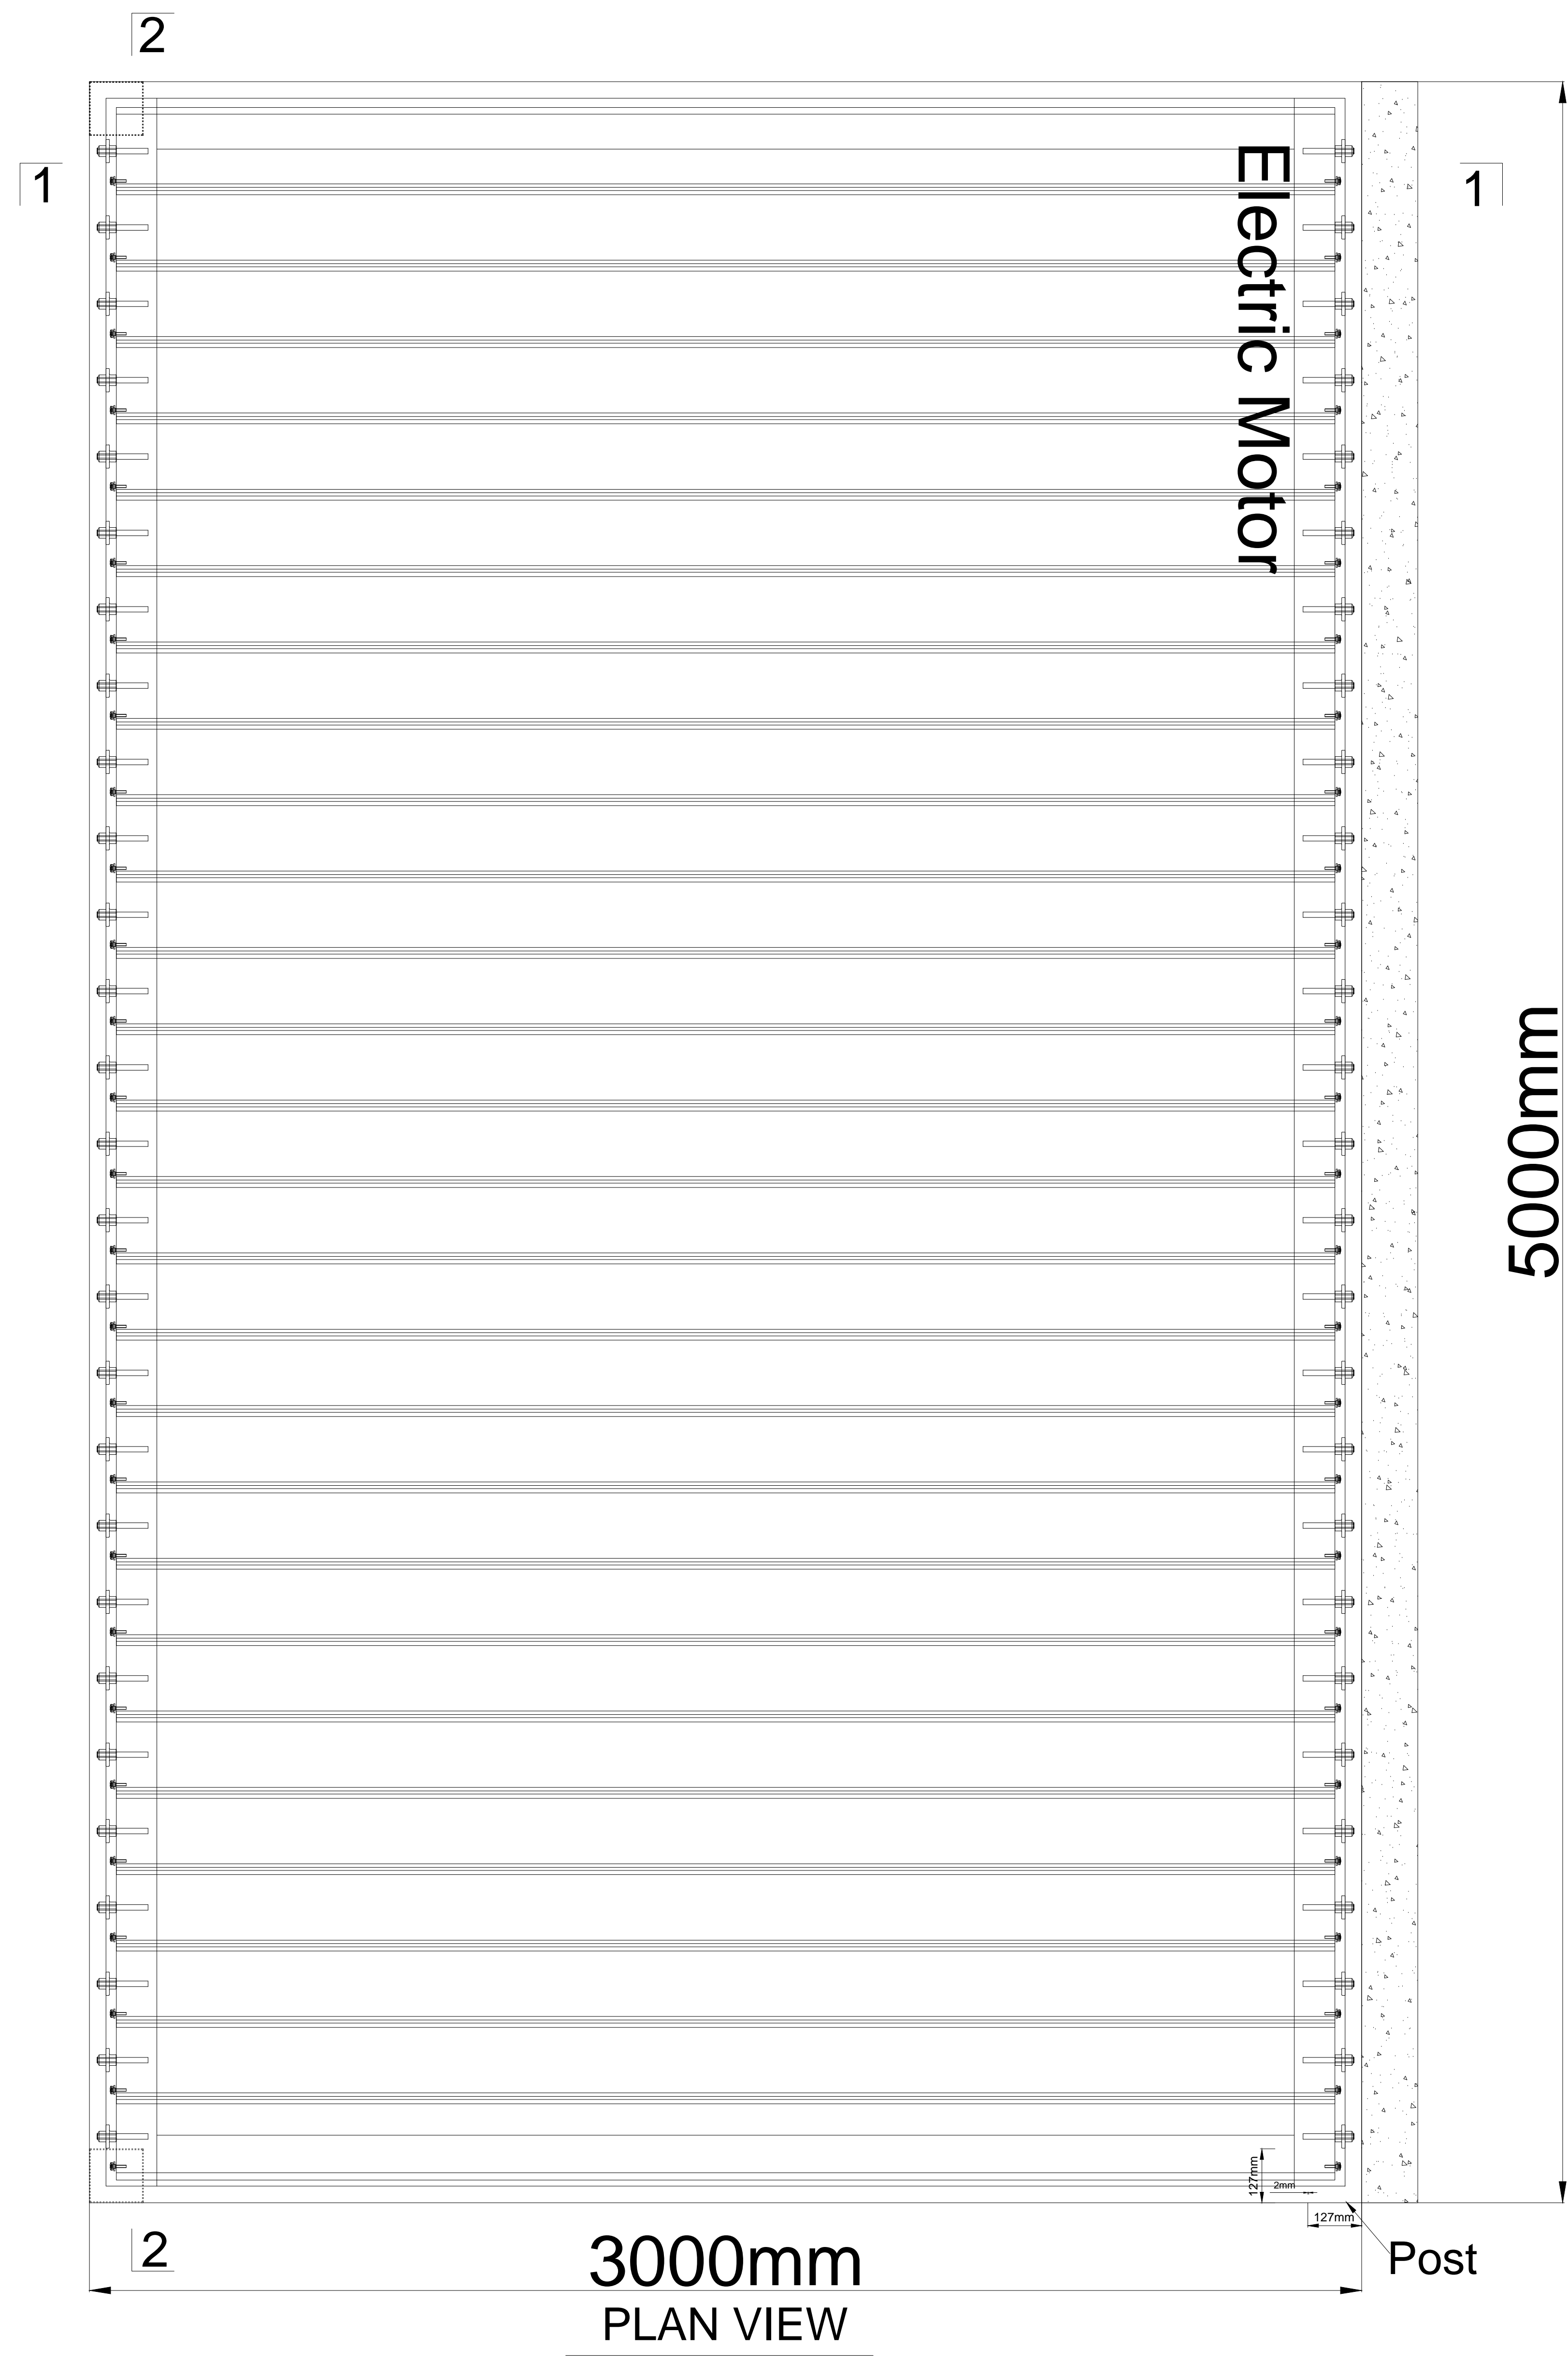 2
1
1
Electric Motor
5000mm
127mm
2mm
127mm
2
3000mm
Post
PLAN VIEW